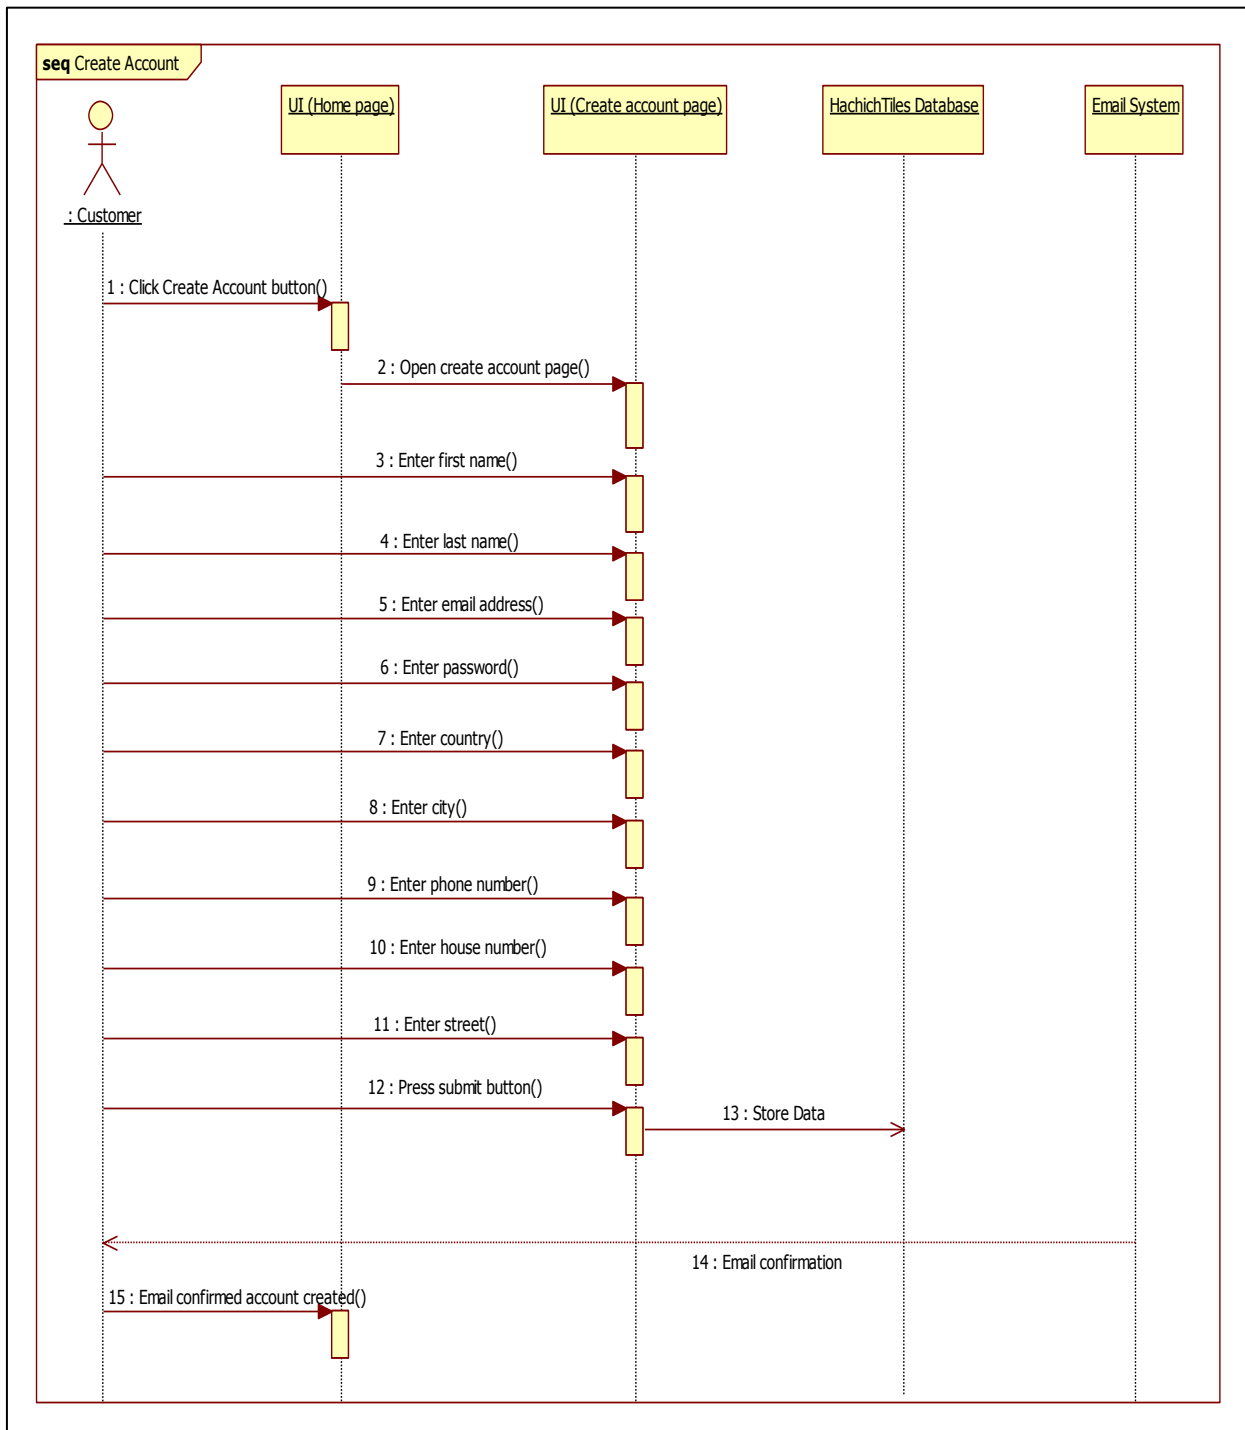 seq Create Account
UI (Home page)
UI (Create account page)
HachichTiles Database
Email System
: Customer
1 : Click Create Account button()
2 : Open create account page()
3 : Enter first name()
4 : Enter last name()
5 : Enter email address()
6 : Enter password()
7 : Enter country()
8 : Enter city()
9 : Enter phone number()
10 : Enter house number()
11 : Enter street()
12 : Press submit button()
13 : Store Data
14 : Email confirmation
15 : Email confirmed account created()